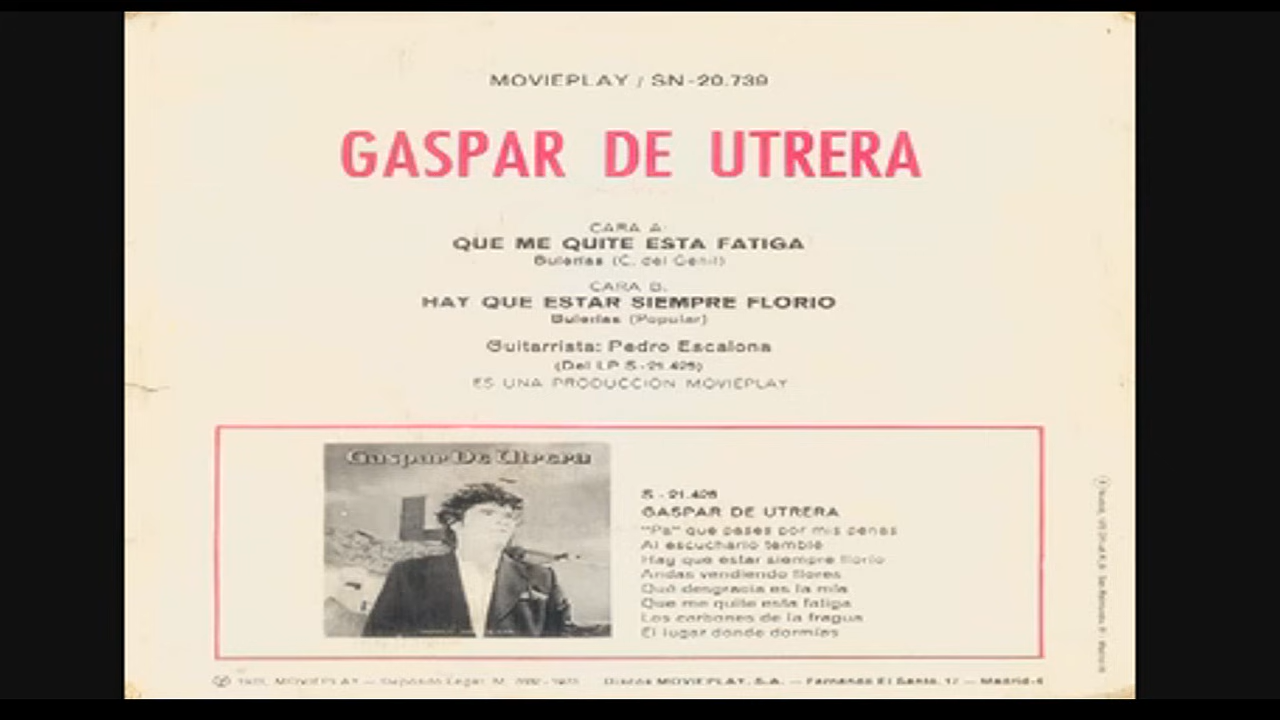 MOVIEPLAY / SN-20.739
GASPAR DE UTRERA
CARA A:
QUE ME QUITE ESTA FATIGA
Bulerías (C. del Genil)
CARA B:
HAY QUE ESTAR SIEMPRE FLORIO
Bulerías (Popular)
Guitarrista: Pedro Escalona
(Del LP S-21.426)
ES UNA PRODUCCION MOVIEPLAY
Gaspar De Utrera
S - 21.426
GASPAR DE UTRERA
"Pa" que pases por mis penas
Al escucharlo temblé
Hay que estar siempre florío
Andas vendiendo flores
Qué desgracia es la mía
Que me quite esta fatiga
Los carbones de la fragua
El lugar donde dormías
MOVIEPLAY — Depósito Legal: M. Discos MOVIEPLAY, S.A. — Fernando El Santo, 17 — Madrid-4